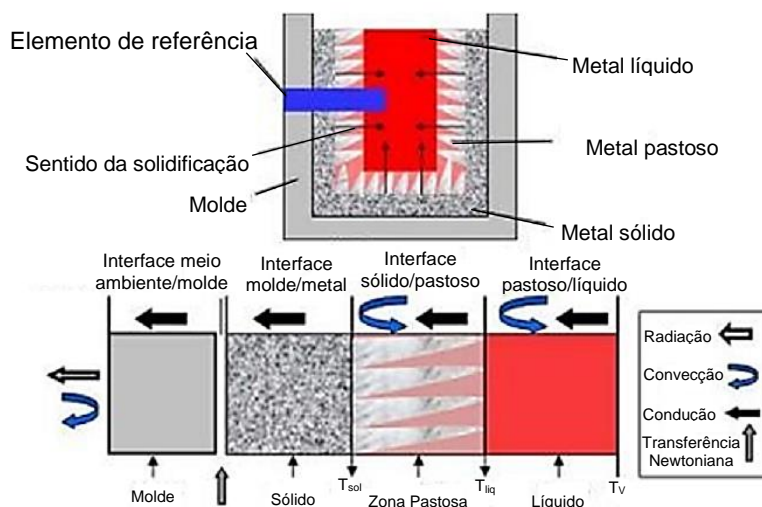 Elemento de referência
Metal líquido
Metal pastoso
Sentido da solidificação
Molde
Metal sólido
Interface meio
ambiente/molde
Interface
molde/metal
Interface
sólido/pastoso
Interface
pastoso/líquido
Radiação
Convecção
Condução
Transferência
Newtoniana
Molde
Sólido
Tsol
Zona Pastosa
Tliq
Líquido
TV